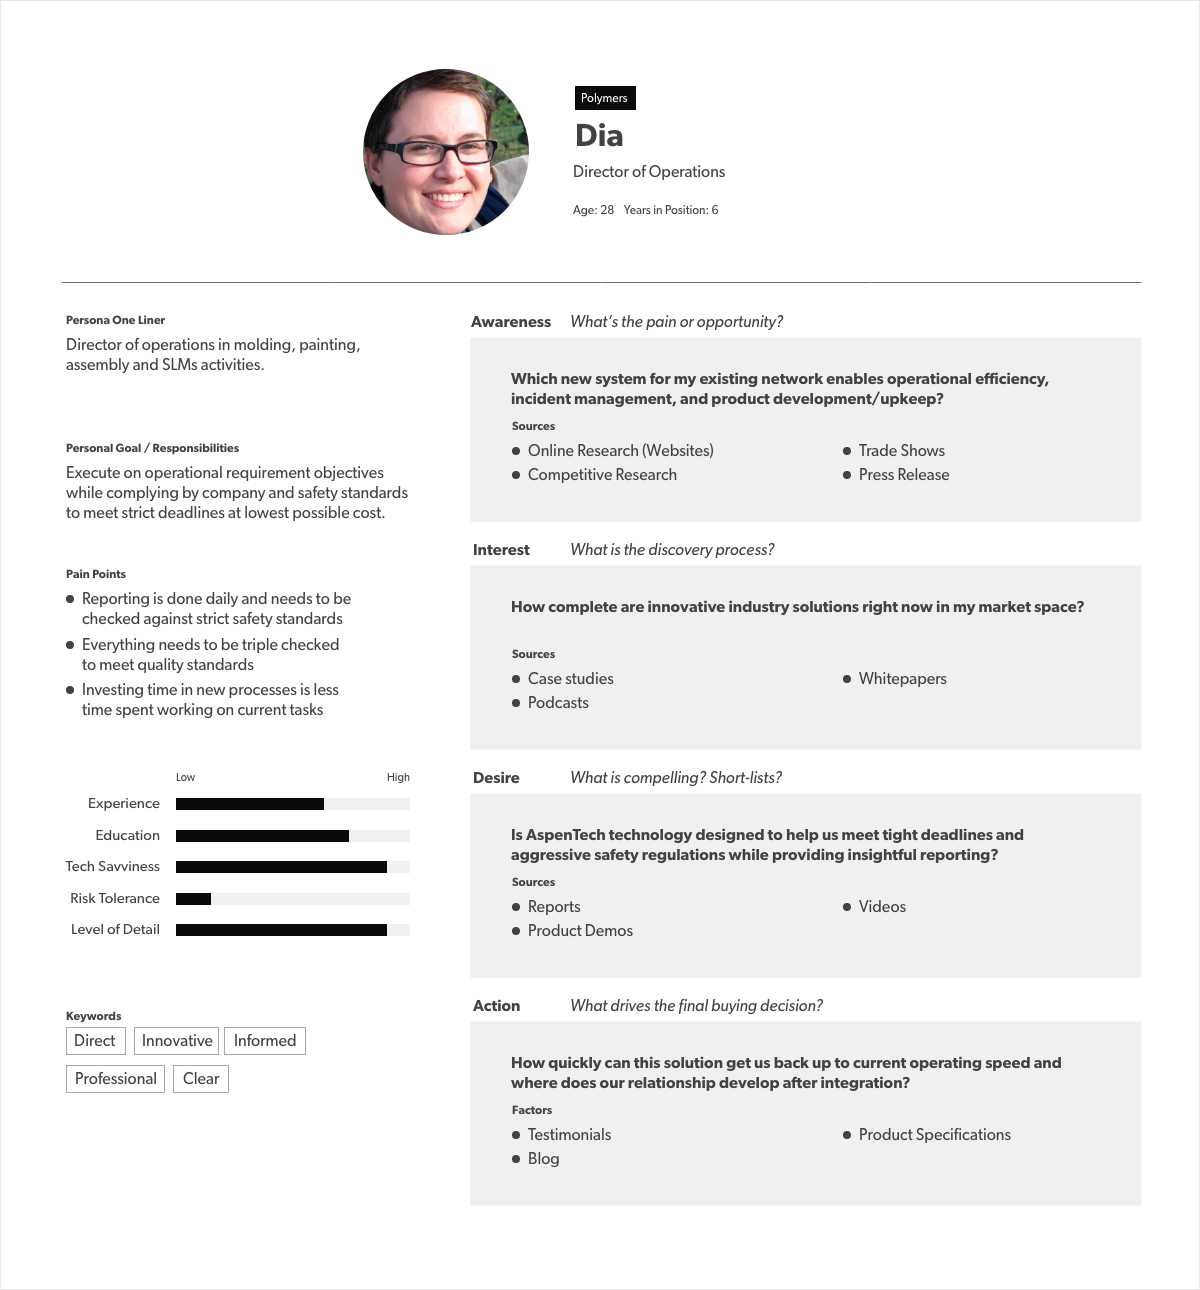 Polymers
Dia
Director of Operations
Age: 28 Years in Position: 6
Persona One Liner
Director of operations in molding, painting,
assembly and SLMs activities.
Personal Goal / Responsibilities
Execute on operational requirement objectives
while complying by company and safety standards
to meet strict deadlines at lowest possible cost.
Pain Points
Reporting is done daily and needs to be
checked against strict safety standards
Everything needs to be triple checked
to meet quality standards
Investing time in new processes is less
time spent working on current tasks
Low High
Experience
Education
Tech Savviness
Risk Tolerance
Level of Detail
Keywords
Direct Innovative Informed
Professional Clear
Awareness What's the pain or opportunity?
Which new system for my existing network enables operational efficiency,
incident management, and product development/upkeep?
Sources
Online Research (Websites) Trade Shows
Competitive Research Press Release
Interest What is the discovery process?
How complete are innovative industry solutions right now in my market space?
Sources
Case studies Whitepapers
Podcasts
Desire What is compelling? Short-lists?
Is AspenTech technology designed to help us meet tight deadlines and
aggressive safety regulations while providing insightful reporting?
Sources
Reports Videos
Product Demos
Action What drives the final buying decision?
How quickly can this solution get us back up to current operating speed and
where does our relationship develop after integration?
Factors
Testimonials Product Specifications
Blog